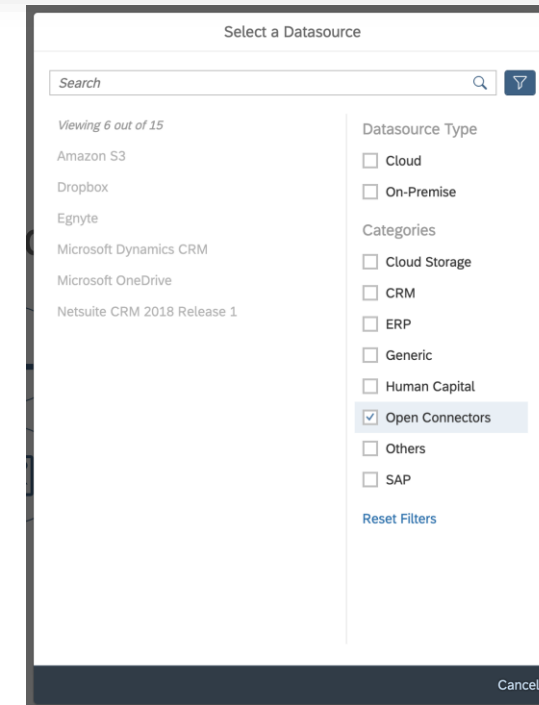 Select a Datasource
Search
Viewing 6 out of 15
Amazon S3
Dropbox
Egnyte
Microsoft Dynamics CRM
Microsoft OneDrive
Netsuite CRM 2018 Release 1
Datasource Type
Cloud
On-Premise
Categories
Cloud Storage
CRM
ERP
Generic
Human Capital
Open Connectors
Others
SAP
Reset Filters
Cancel